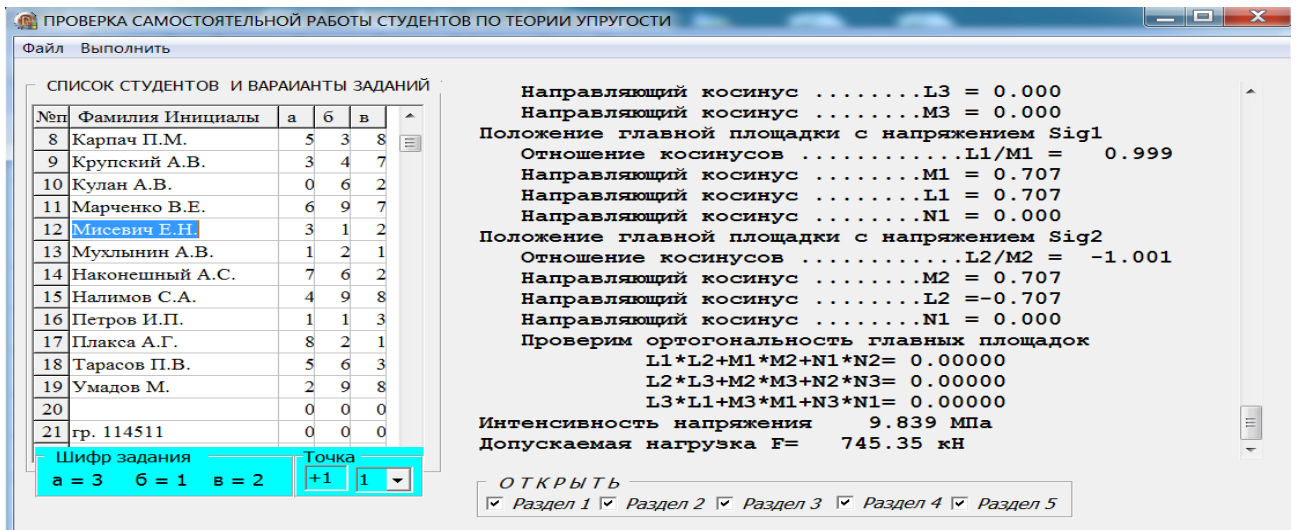 ПРОВЕРКА САМОСТОЯТЕЛЬНОЙ РАБОТЫ СТУДЕНТОВ ПО ТЕОРИИ УПРУГОСТИ
Файл Выполнить
СПИСОК СТУДЕНТОВ И ВАРАИАНТЫ ЗАДАНИЙ
№п Фамилия Инициалы а б в
8 Карпач П.М. 5 3 8
9 Крупский А.В. 3 4 7
10 Кулан А.В. 0 6 2
11 Марченко В.Е. 6 9 7
12 Мисевич Е.Н. 3 1 2
13 Мухлынин А.В. 1 2 1
14 Наконешный А.С. 7 6 2
15 Налимов С.А. 4 9 8
16 Петров И.П. 1 1 3
17 Плакса А.Г. 8 2 1
18 Тарасов П.В. 5 6 3
19 Умадов М. 2 9 8
20 0 0 0
21 гр. 114511 0 0 0
Шифр задания
а = 3 б = 1 в = 2
Точка
+1 1
Направляющий косинус ........L3 = 0.000
Направляющий косинус ........M3 = 0.000
Положение главной площадки с напряжением Sig1
Отношение косинусов ............L1/M1 = 0.999
Направляющий косинус ........M1 = 0.707
Направляющий косинус ........L1 = 0.707
Направляющий косинус ........N1 = 0.000
Положение главной площадки с напряжением Sig2
Отношение косинусов ............L2/M2 = -1.001
Направляющий косинус ........M2 = 0.707
Направляющий косинус ........L2 =-0.707
Направляющий косинус ........N1 = 0.000
Проверим ортогональность главных площадок
L1*L2+M1*M2+N1*N2= 0.00000
L2*L3+M2*M3+N2*N3= 0.00000
L3*L1+M3*M1+N3*N1= 0.00000
Интенсивность напряжения 9.839 МПа
Допускаемая нагрузка F= 745.35 кН
ОТКРЫТЬ
Раздел 1 Раздел 2 Раздел 3 Раздел 4 Раздел 5